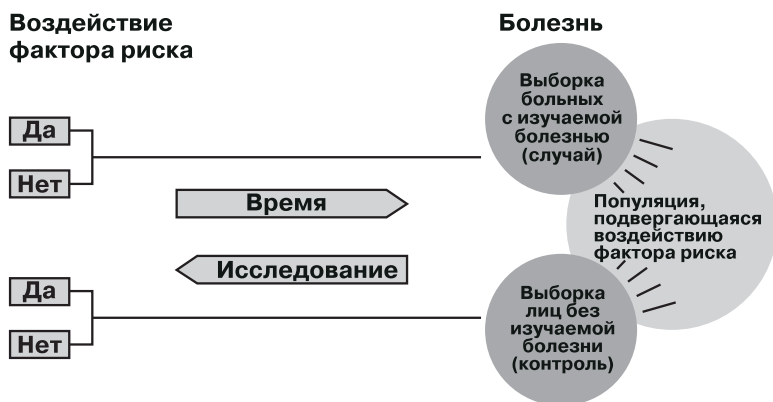 Воздействие
фактора риска
Болезнь
Выборка
больных
с изучаемой
болезнью
(случай)
Да
Нет
Время
Популяция,
подвергающаяся
воздействию
фактора риска
Исследование
Да
Нет
Выборка
лиц без
изучаемой
болезни
(контроль)